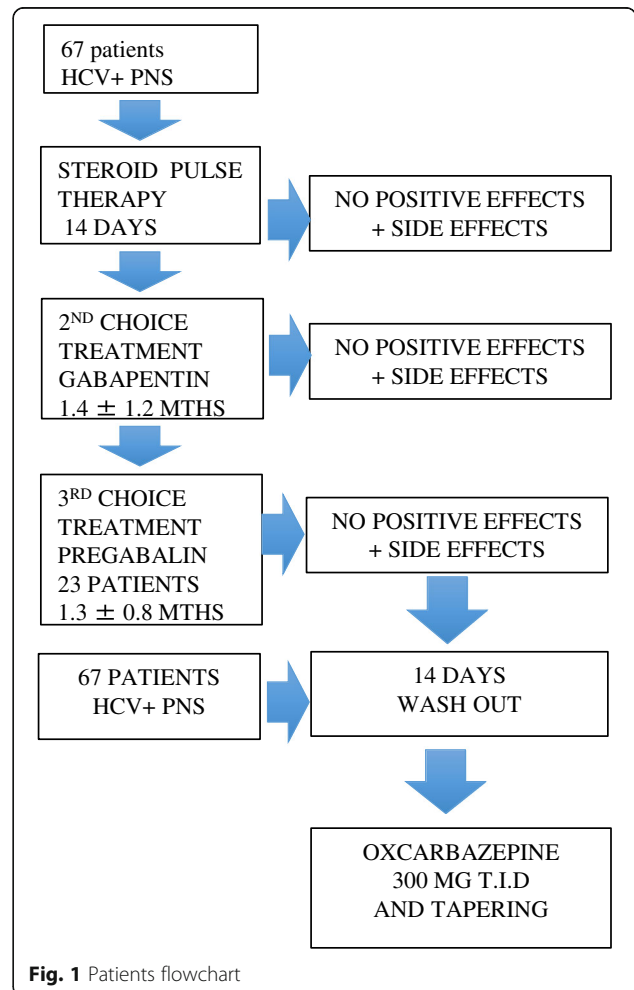 67 patients
HCV+ PNS
STEROID PULSE
THERAPY
14 DAYS
NO POSITIVE EFFECTS
+ SIDE EFFECTS
2ND CHOICE
TREATMENT
GABAPENTIN
1.4 ± 1.2 MTHS
NO POSITIVE EFFECTS
+ SIDE EFFECTS
3RD CHOICE
TREATMENT
PREGABALIN
23 PATIENTS
1.3 ± 0.8 MTHS
NO POSITIVE EFFECTS
+ SIDE EFFECTS
67 PATIENTS
HCV+ PNS
14 DAYS
WASH OUT
OXCARBAZEPINE
300 MG T.I.D
AND TAPERING
Fig. 1 Patients flowchart